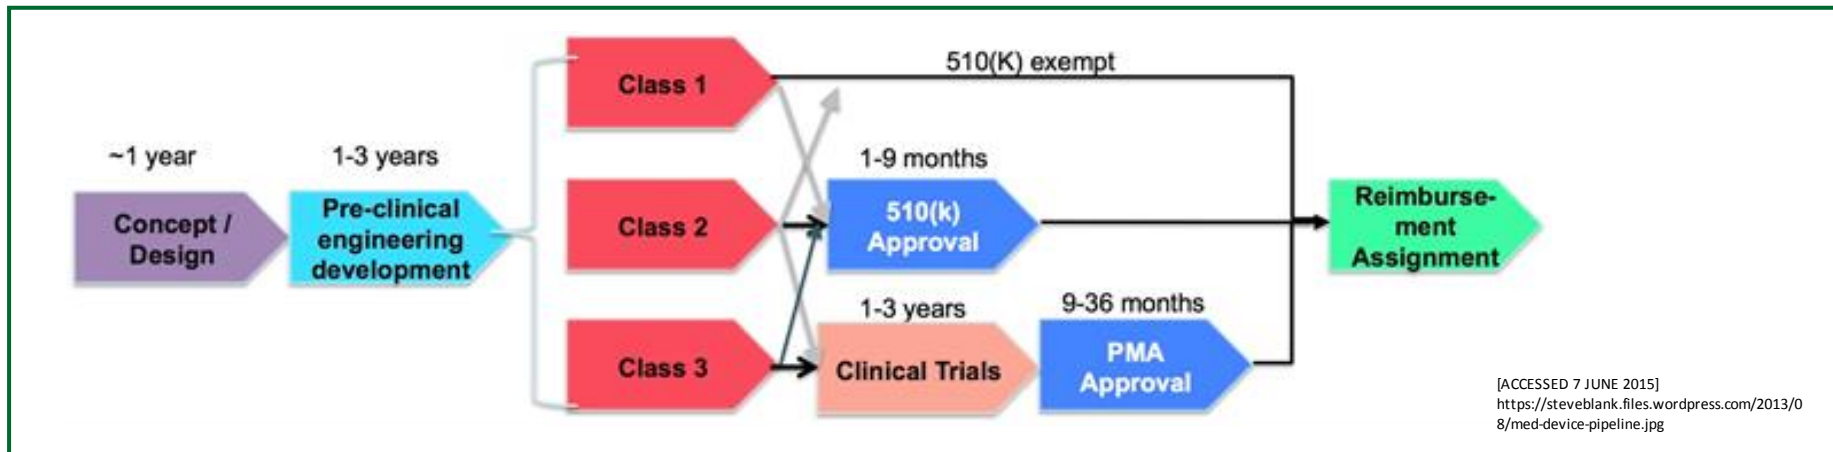 ~1 year
Concept /
Design
1-3 years
Pre-clinical
engineering
development
Class 1
Class 2
Class 3
510(K) exempt
1-9 months
510(k)
Approval
1-3 years
Clinical Trials
9-36 months
PMA
Approval
Reimburse-
ment
Assignment
[ACCESSED 7 JUNE 2015]
https://steveblank.files.wordpress.com/2013/0
8/med-device-pipeline.jpg